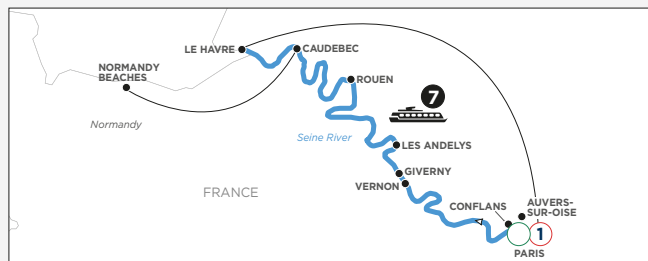 LE HAVRE
CAUDEBEC
NORMANDY
BEACHES
ROUEN
7
Normandy
Seine River
LES ANDELYS
GIVERNY
VERNON
FRANCE
CONFLANS
AUVERS-
SUR-OISE
1
PARIS